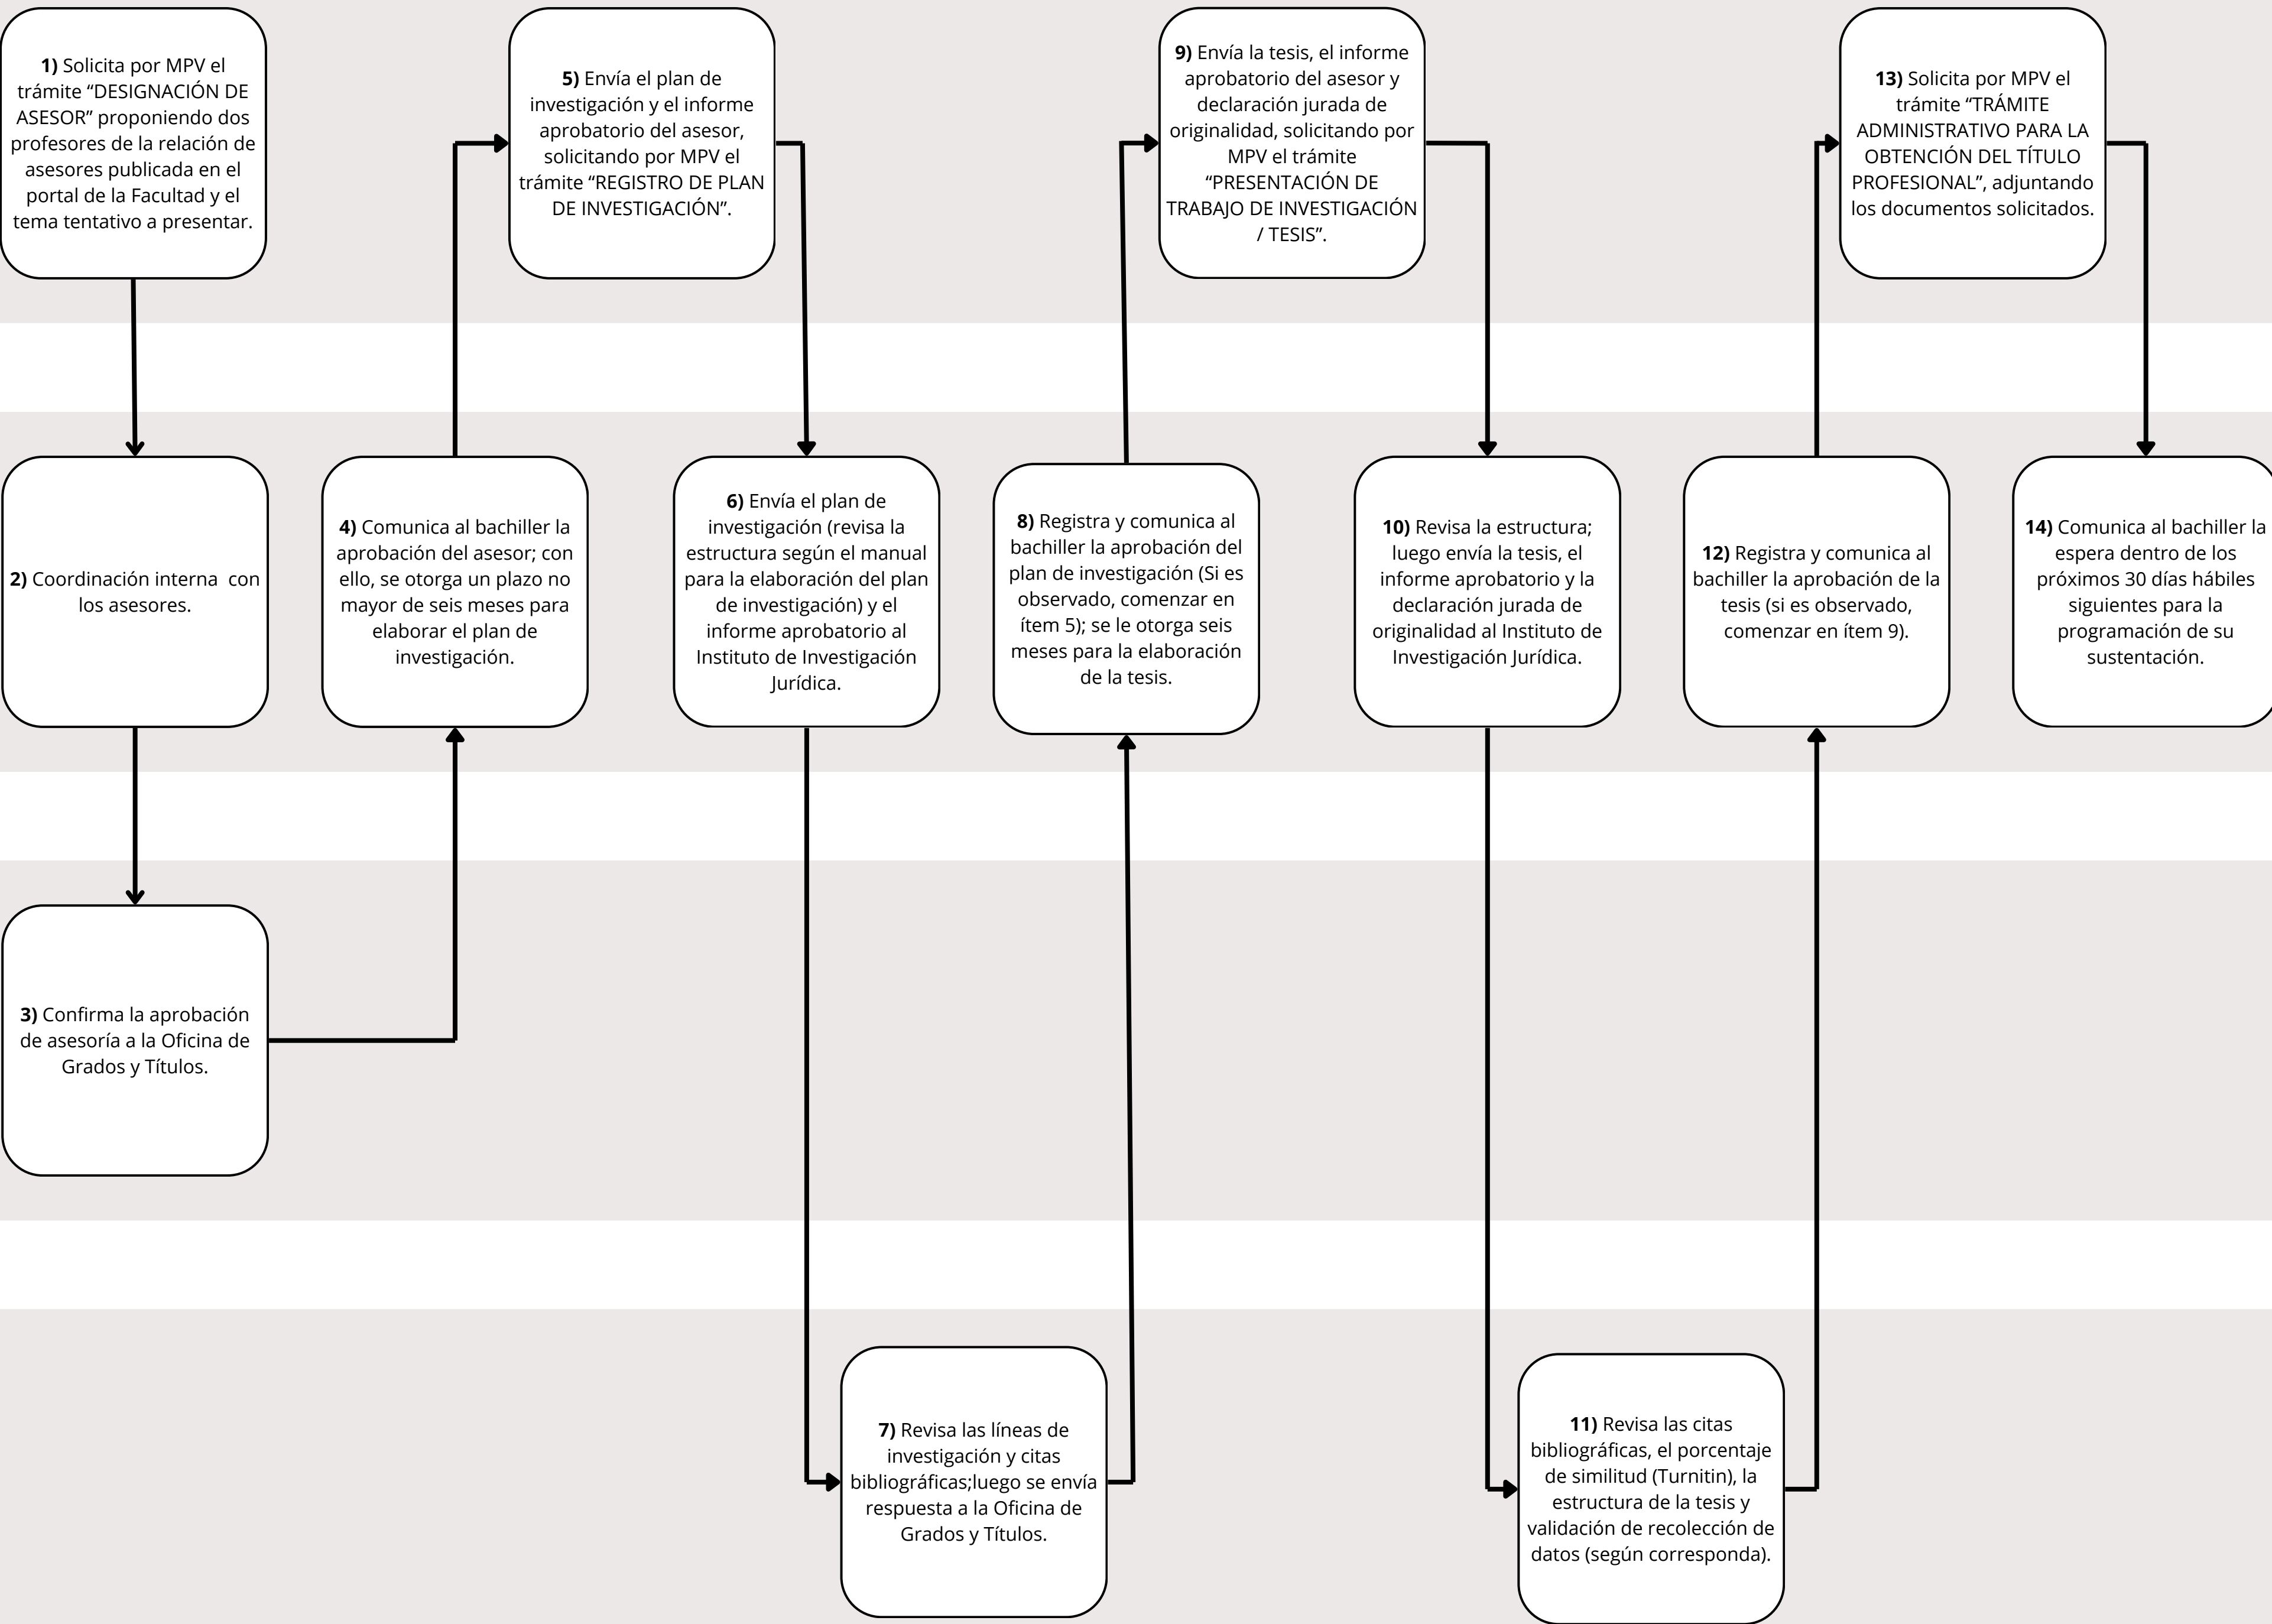 1) Solicita por MPV el
trámite “DESIGNACIÓN DE
ASESOR” proponiendo dos
profesores de la relación de
asesores publicada en el
portal de la Facultad y el
tema tentativo a presentar.
2) Coordinación interna  con
los asesores.
3) Confirma la aprobación
de asesoría a la Oficina de
Grados y Títulos.
4) Comunica al bachiller la
aprobación del asesor; con
ello, se otorga un plazo no
mayor de seis meses para
elaborar el plan de
investigación.
5) Envía el plan de
investigación y el informe
aprobatorio del asesor,
solicitando por MPV el
trámite “REGISTRO DE PLAN
DE INVESTIGACIÓN”.
6) Envía el plan de
investigación (revisa la
estructura según el manual
para la elaboración del plan
de investigación) y el
informe aprobatorio al
Instituto de Investigación
Jurídica.
7) Revisa las líneas de
investigación y citas
bibliográficas;luego se envía
respuesta a la Oficina de
Grados y Títulos.
8) Registra y comunica al
bachiller la aprobación del
plan de investigación (Si es
observado, comenzar en
ítem 5); se le otorga seis
meses para la elaboración
de la tesis.
9) Envía la tesis, el informe
aprobatorio del asesor y
declaración jurada de
originalidad, solicitando por
MPV el trámite
“PRESENTACIÓN DE
TRABAJO DE INVESTIGACIÓN
/ TESIS”.
10) Revisa la estructura;
luego envía la tesis, el
informe aprobatorio y la
declaración jurada de
originalidad al Instituto de
Investigación Jurídica.
11) Revisa las citas
bibliográficas, el porcentaje
de similitud (Turnitin), la
estructura de la tesis y
validación de recolección de
datos (según corresponda).
12) Registra y comunica al
bachiller la aprobación de la
tesis (si es observado,
comenzar en ítem 9).
13) Solicita por MPV el
trámite “TRÁMITE
ADMINISTRATIVO PARA LA
OBTENCIÓN DEL TÍTULO
PROFESIONAL”, adjuntando
los documentos solicitados.
14) Comunica al bachiller la
espera dentro de los
próximos 30 días hábiles
siguientes para la
programación de su
sustentación.